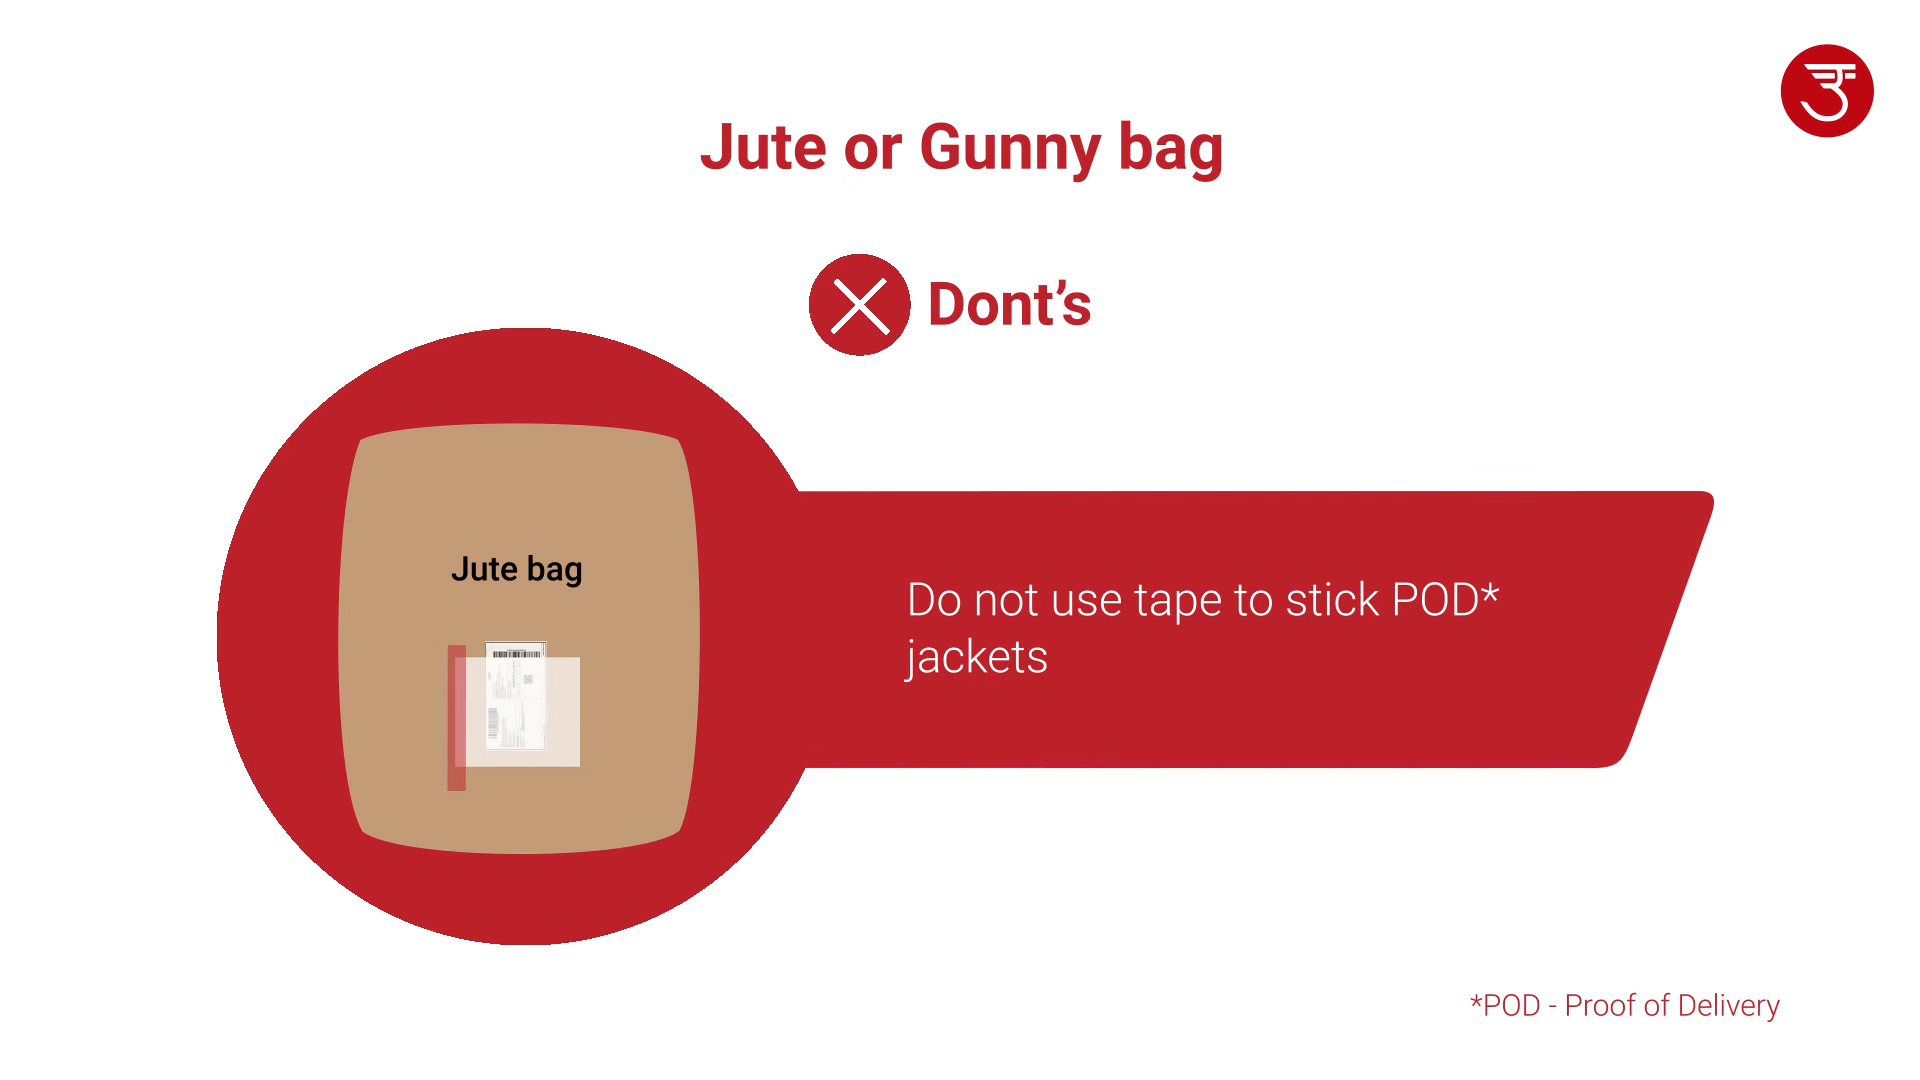 Jute or Gunny bag
Dont’s
Jute bag
Do not use tape to stick POD*
jackets
*POD - Proof of Delivery